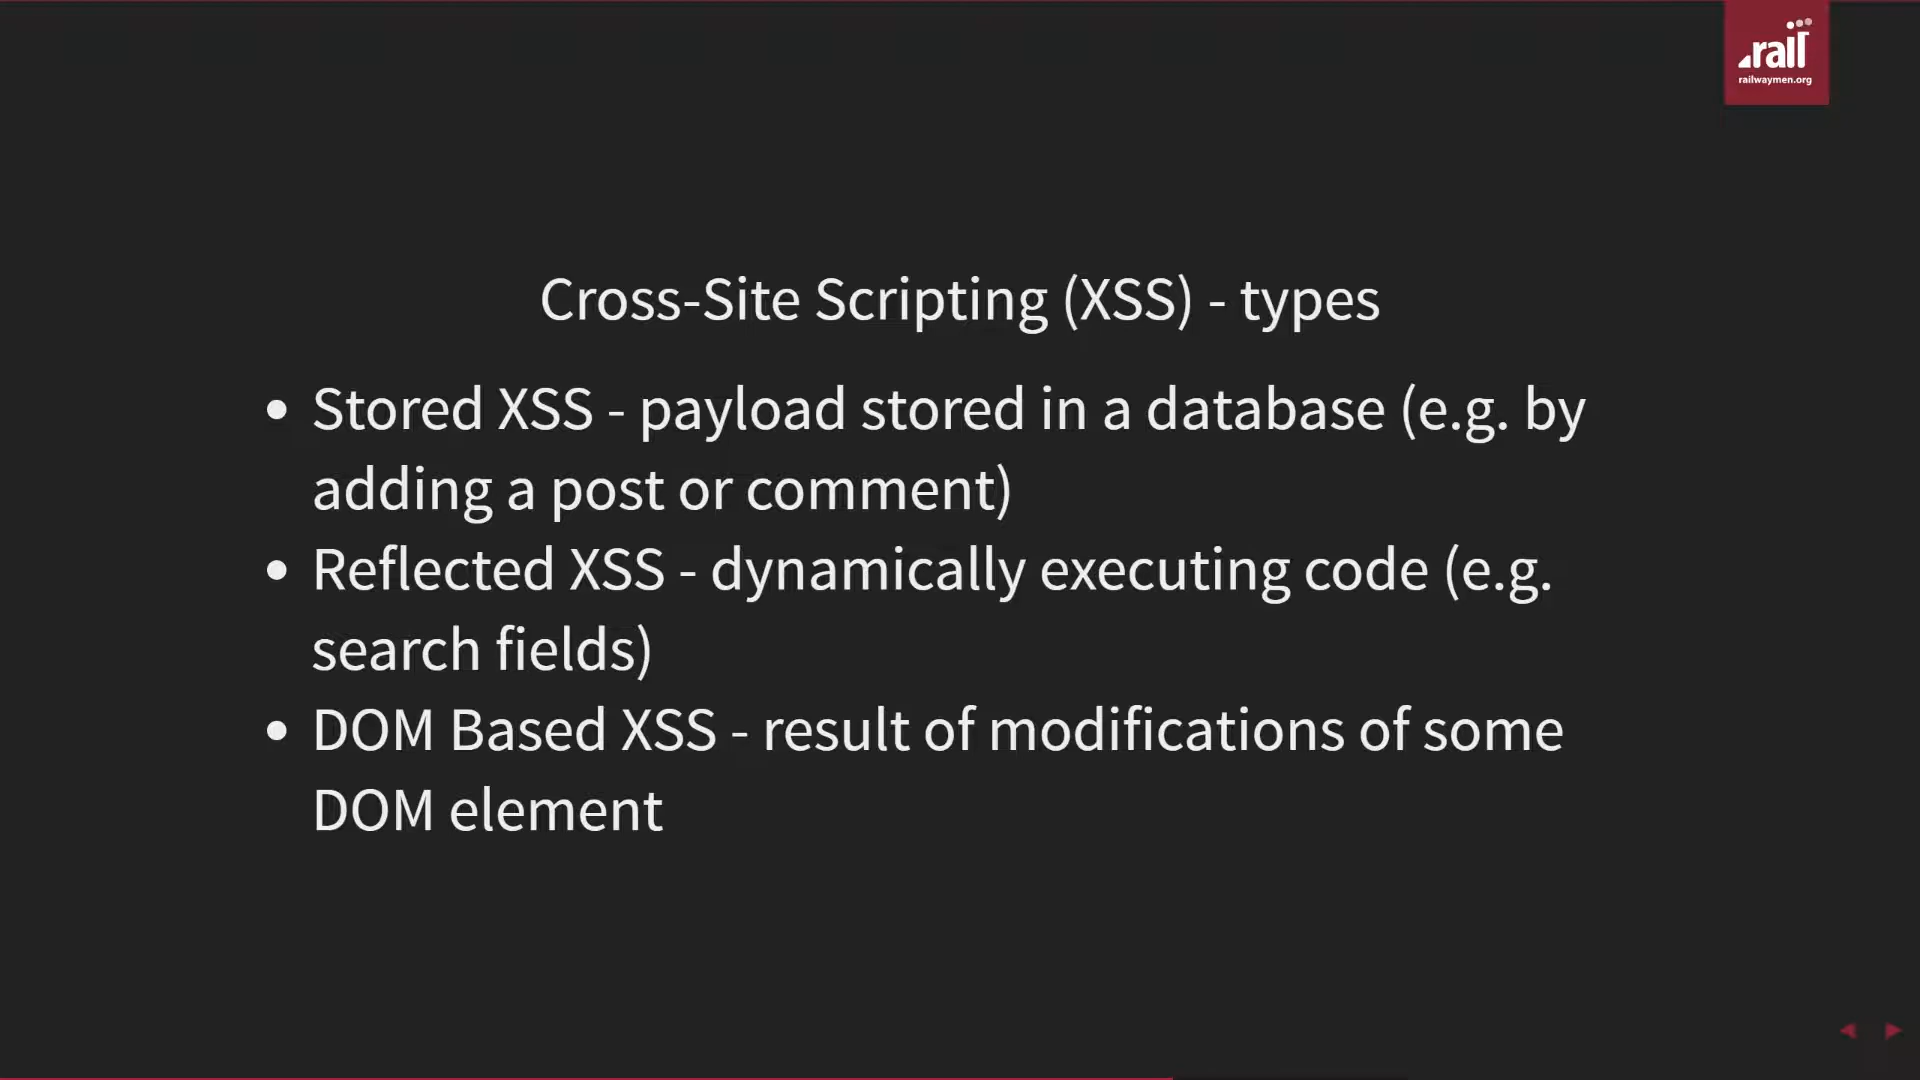 .rail
railwaymen.org
Cross-Site Scripting (XSS) - types
• Stored XSS - payload stored in a database (e.g. by
adding a post or comment)
• Reflected XSS - dynamically executing code (e.g.
search fields)
• DOM Based XSS - result of modifications of some
DOM element